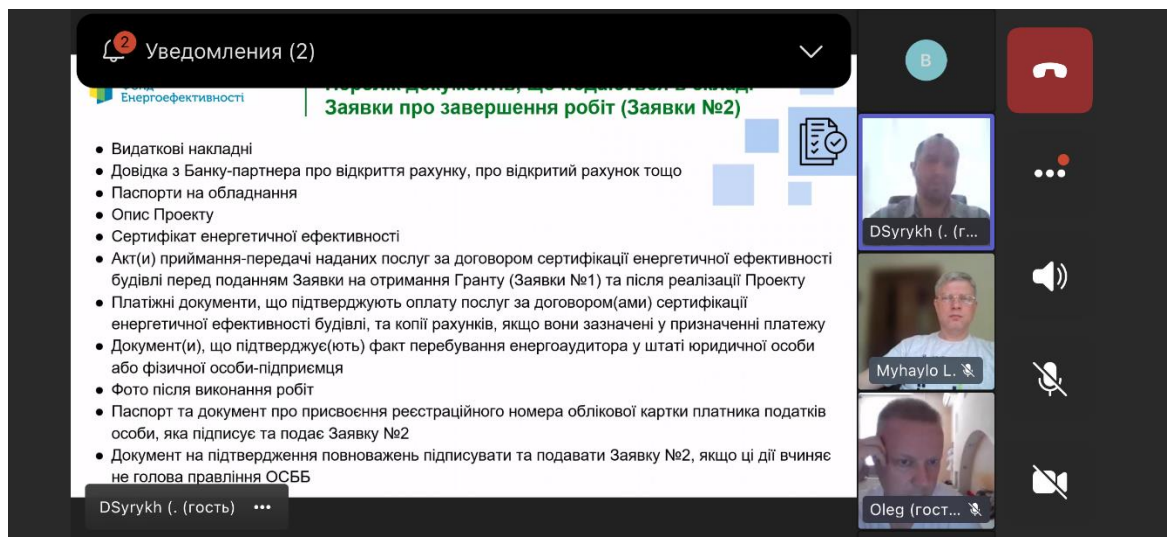 2
Уведомления (2)
В
Енергоефективності
Заявки про завершення робіт (Заявки №2)
● Видаткові накладні
● Довідка з Банку-партнера про відкриття рахунку, про відкритий рахунок тощо
● Паспорти на обладнання
● Опис Проекту
● Сертифікат енергетичної ефективності
● Акт(и) приймання-передачі наданих послуг за договором сертифікації енергетичної ефективності
будівлі перед поданням Заявки на отримання Гранту (Заявки №1) та після реалізації Проекту
● Платіжні документи, що підтверджують оплату послуг за договором(ами) сертифікації
енергетичної ефективності будівлі, та копії рахунків, якщо вони зазначені у призначенні платежу
● Документ(и), що підтверджує(ють) факт перебування енергоаудитора у штаті юридичної особи
або фізичної особи-підприємця
● Фото після виконання робіт
● Паспорт та документ про присвоєння реєстраційного номера облікової картки платника податків
особи, яка підписує та подає Заявку №2
● Документ на підтвердження повноважень підписувати та подавати Заявку №2, якщо ці дії вчиняє
не голова правління ОСББ
DSyrykh (. (гость) •••
DSyrykh (. (г...
Myhaylo L.
Oleg (гост...